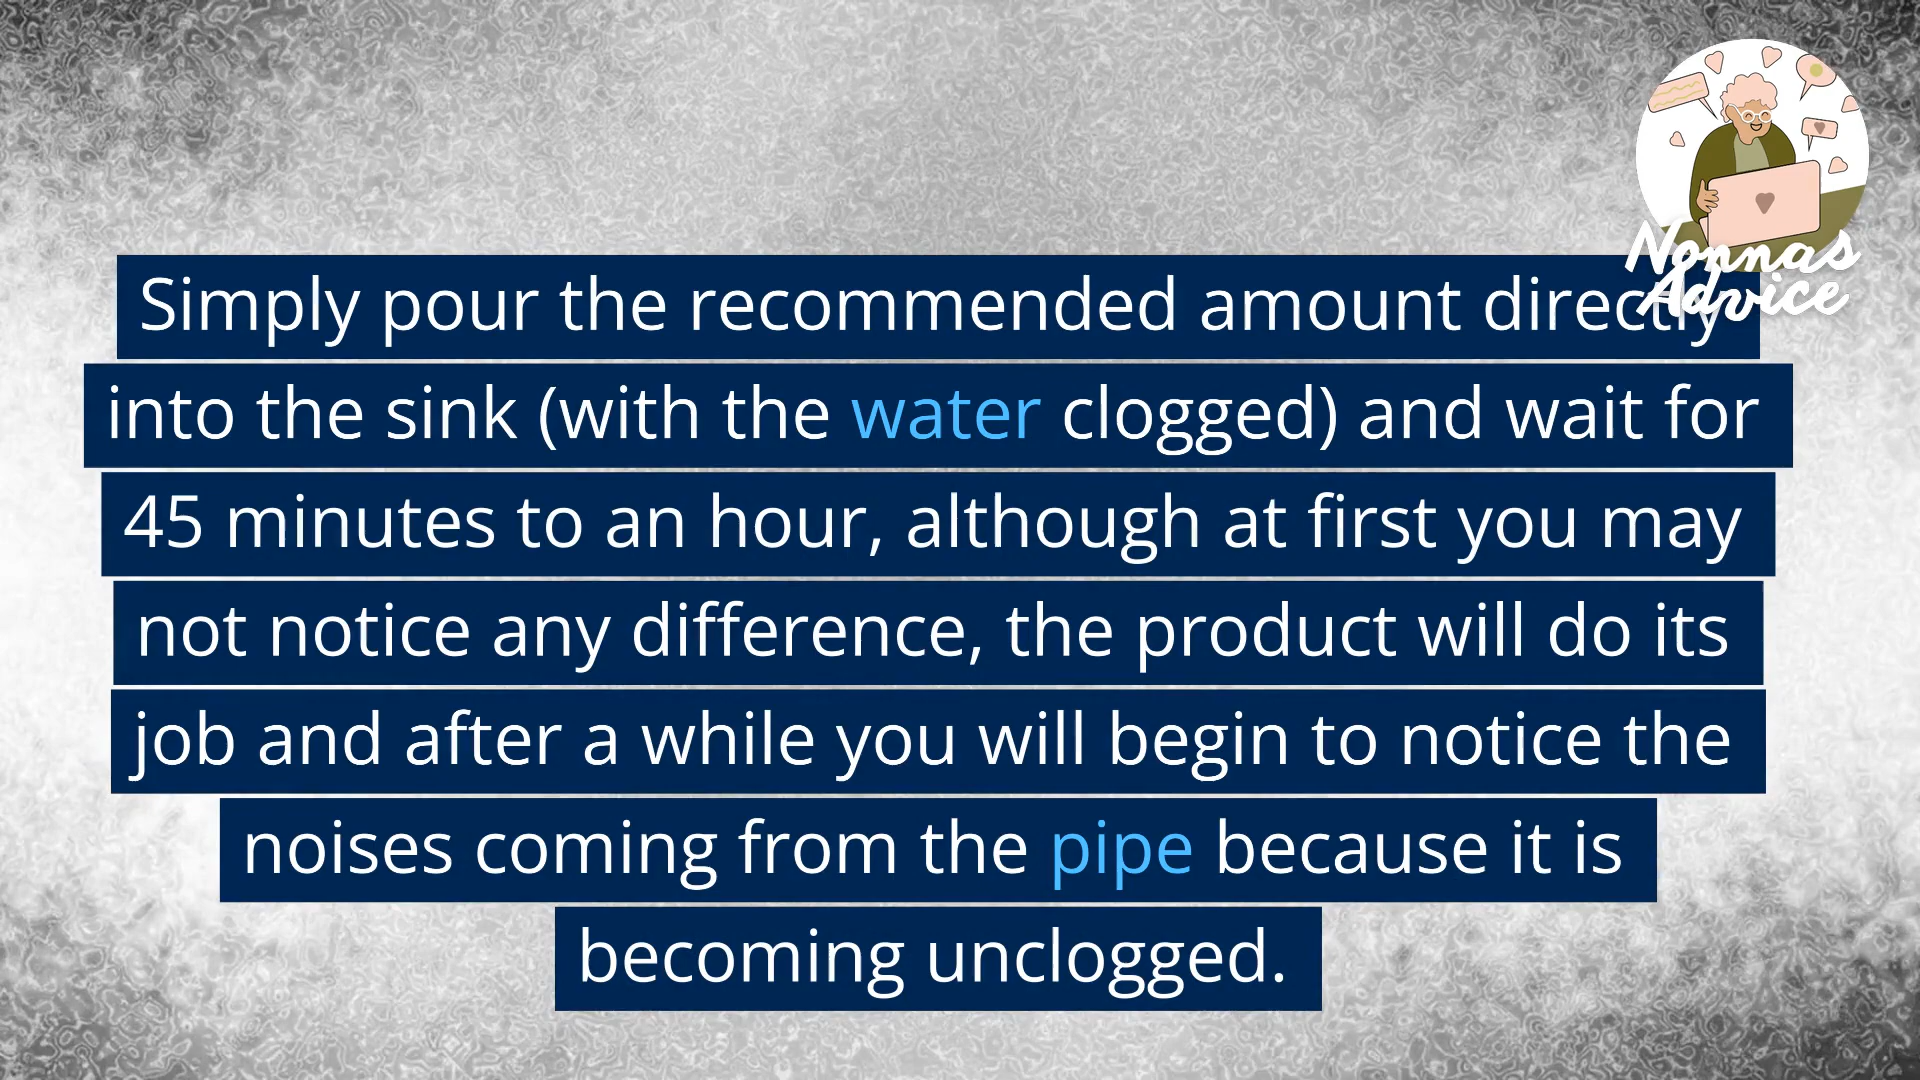 Nonnas
Advice
Simply pour the recommended amount directly
into the sink (with the water clogged) and wait for
45 minutes to an hour, although at first you may
not notice any difference, the product will do its
job and after a while you will begin to notice the
noises coming from the pipe because it is
becoming unclogged.